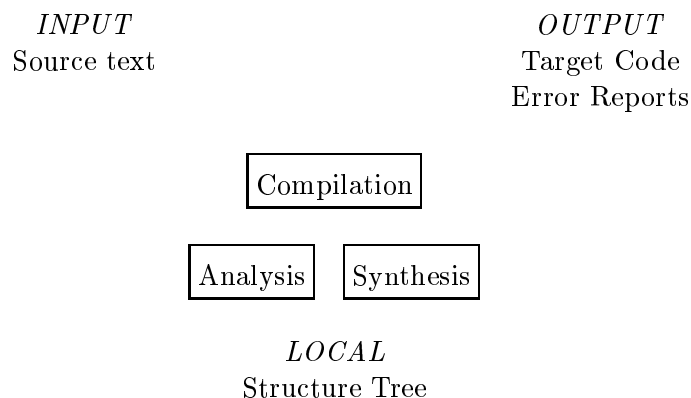 INPUT
Source text
OUTPUT
Target Code
Error Reports
Compilation
Analysis
Synthesis
LOCAL
Structure Tree